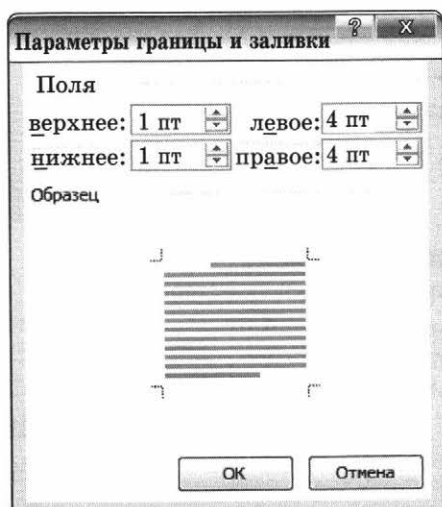 Параметры границы и заливки ? X
Поля
верхнее: 1 пт левое: 4 пт
нижнее: 1 пт правое: 4 пт
Образец
ОК Отмена